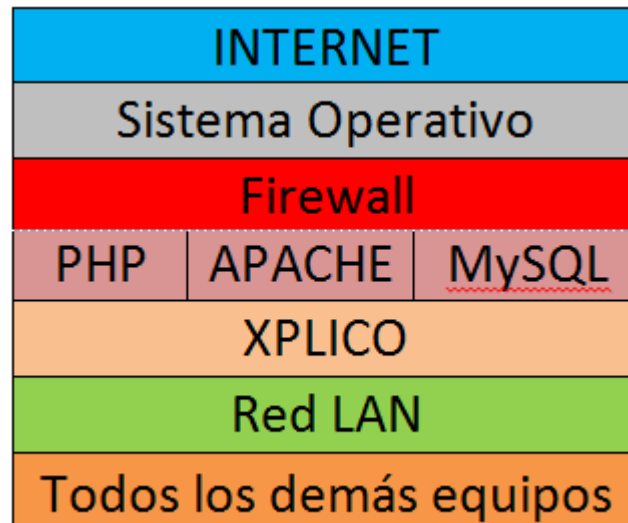 INTERNET
Sistema Operativo
Firewall
PHP APACHE MySQL
XPLICO
Red LAN
Todos los demás equipos